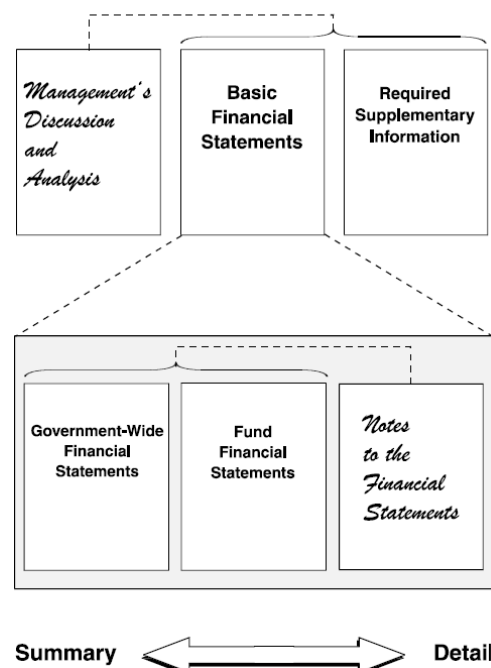 Management's
Discussion
and
Analysis
Basic
Financial
Statements
Required
Supplementary
Information
Government-Wide
Financial
Statements
Fund
Financial
Statements
Notes
to the
Financial
Statements
Summary
Detail